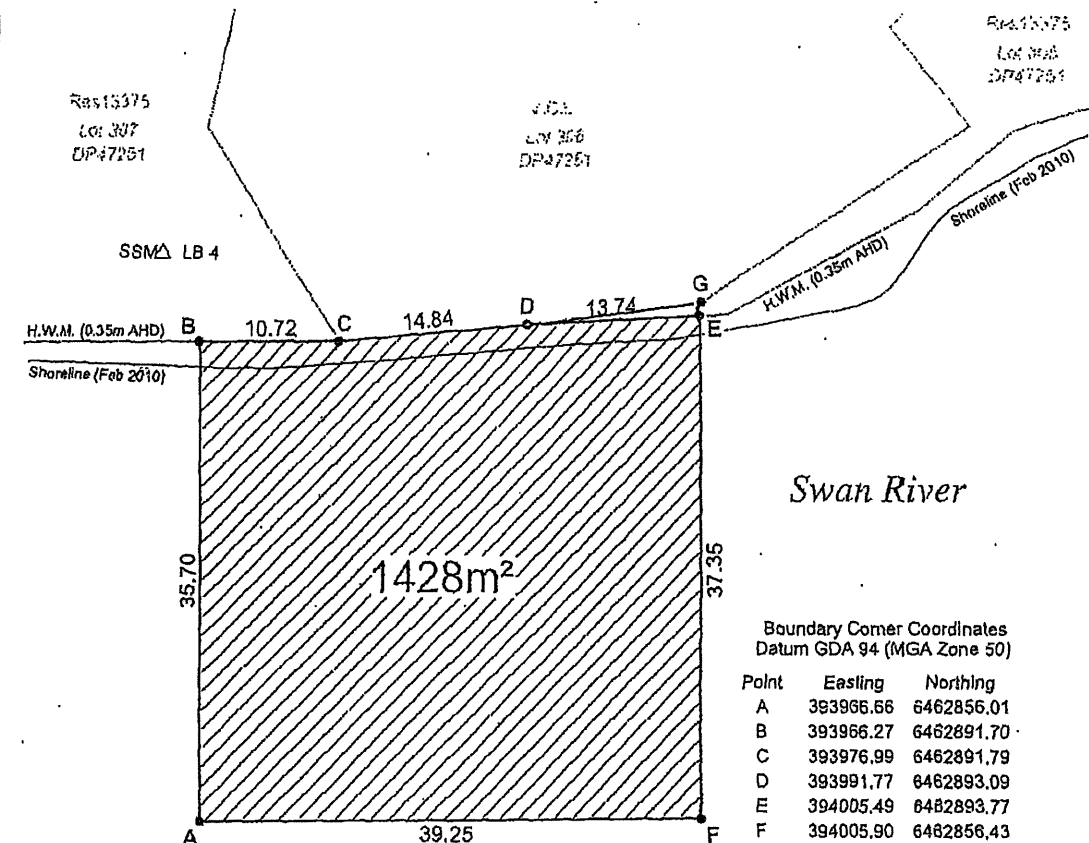 Res13375
Lot 307
DP47251
Lot 306
DP47251
Res13375
DP47251
SSM△ LB 4
H.W.M. (0.35m AHD)
Shoreline (Feb 2010)
H.W.M. (0.35m AHD)
Shoreline (Feb 2010)
B
10.72
C
14.84
D
13.74
G
E
Swan River
35.70
1428m²
37.35
Boundary Corner Coordinates
Datum GDA 94 (MGA Zone 50)
Point Easting Northing
A 393966.66 6462856.01
B 393966.27 6462891.70
C 393976.99 6462891.79
D 393991.77 6462893.09
E 394005.49 6462893.77
F 394005.90 6462856.43
A
39.25
F